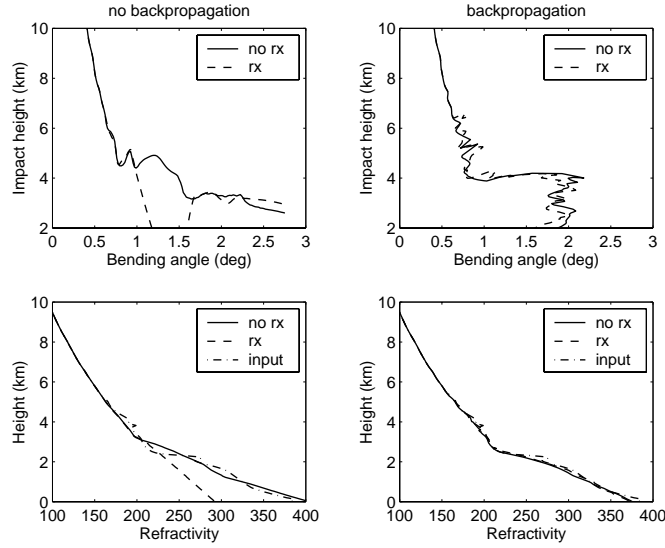 no backpropagation
10
8
6
4
2
0
0.5
1
1.5
2
2.5
3
Impact height (km)
Bending angle (deg)
no rx
rx
backpropagation
10
8
6
4
2
0
0.5
1
1.5
2
2.5
3
Impact height (km)
Bending angle (deg)
no rx
rx
10
8
6
4
2
0
100
150
200
250
300
350
400
Height (km)
Refractivity
no rx
rx
input
10
8
6
4
2
0
100
150
200
250
300
350
400
Height (km)
Refractivity
no rx
rx
input